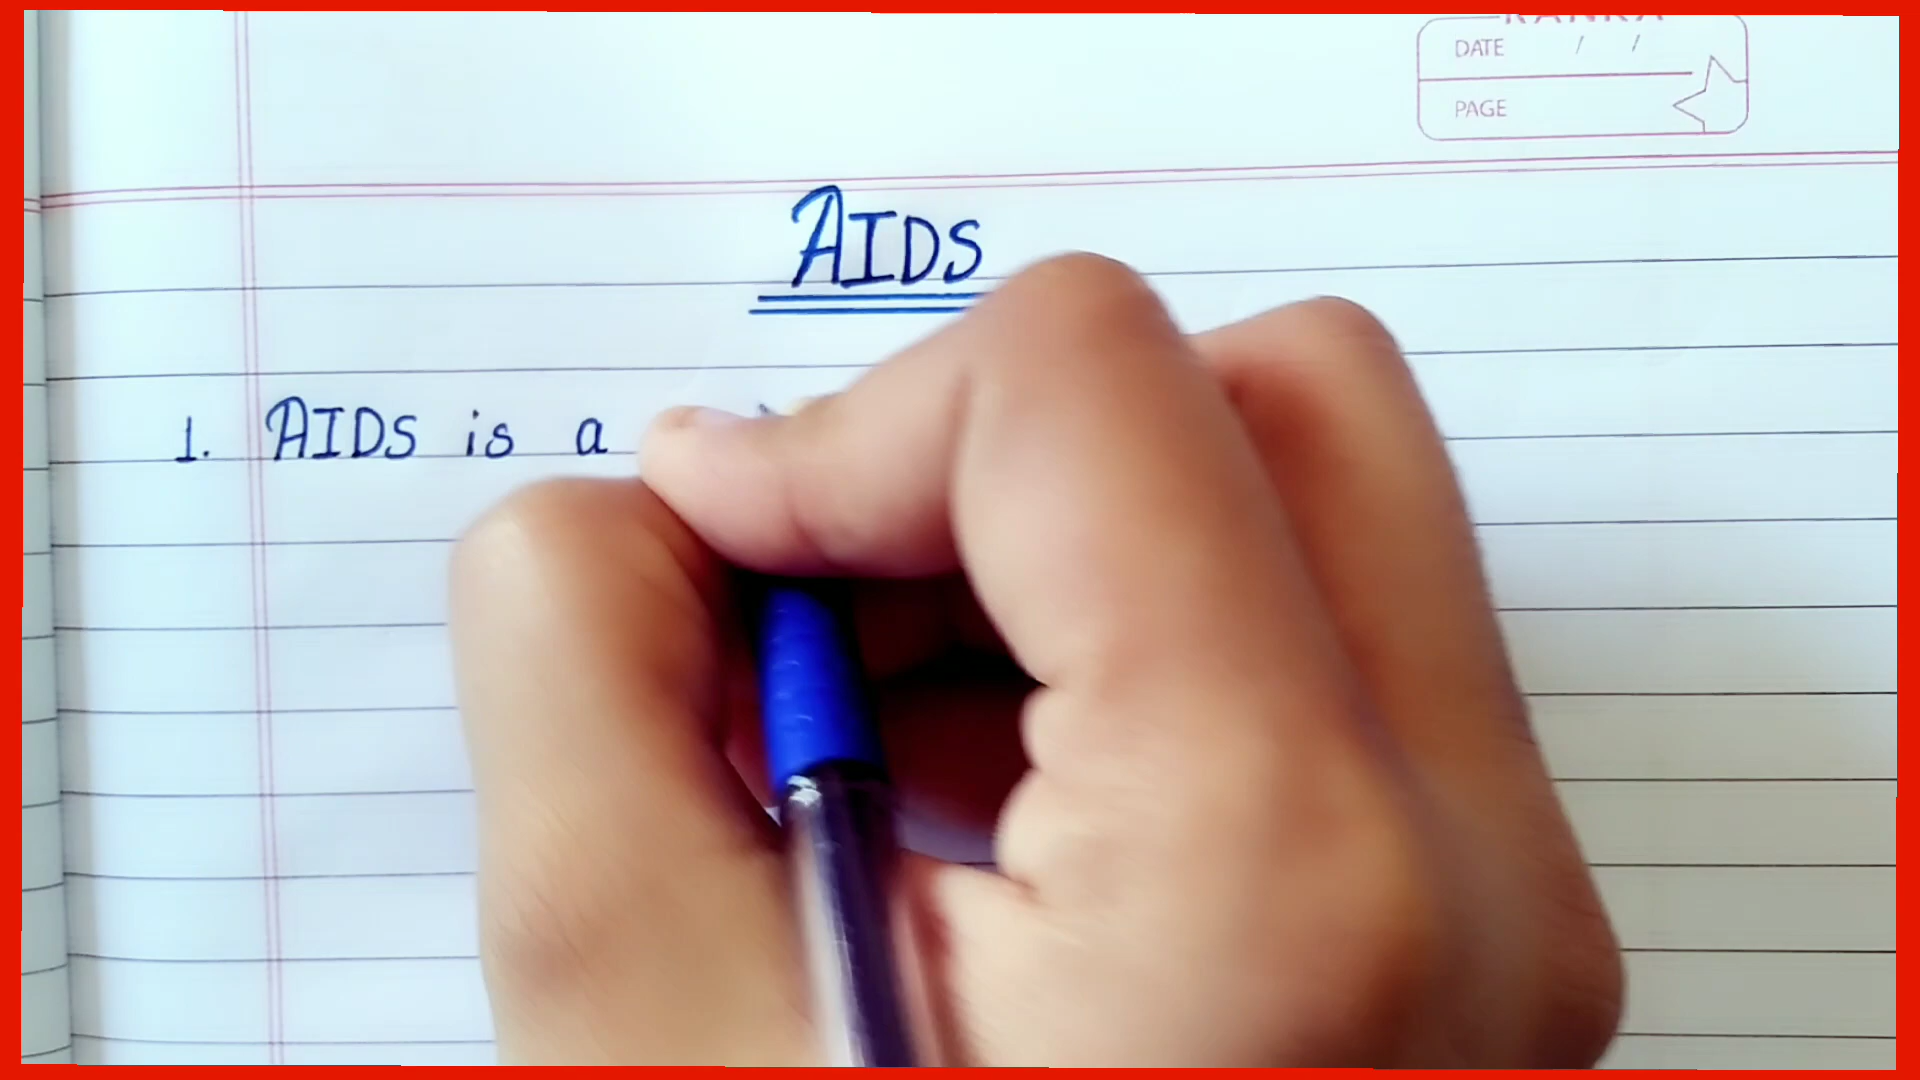 DATE / /
PAGE
AIDS
1. AIDS is a